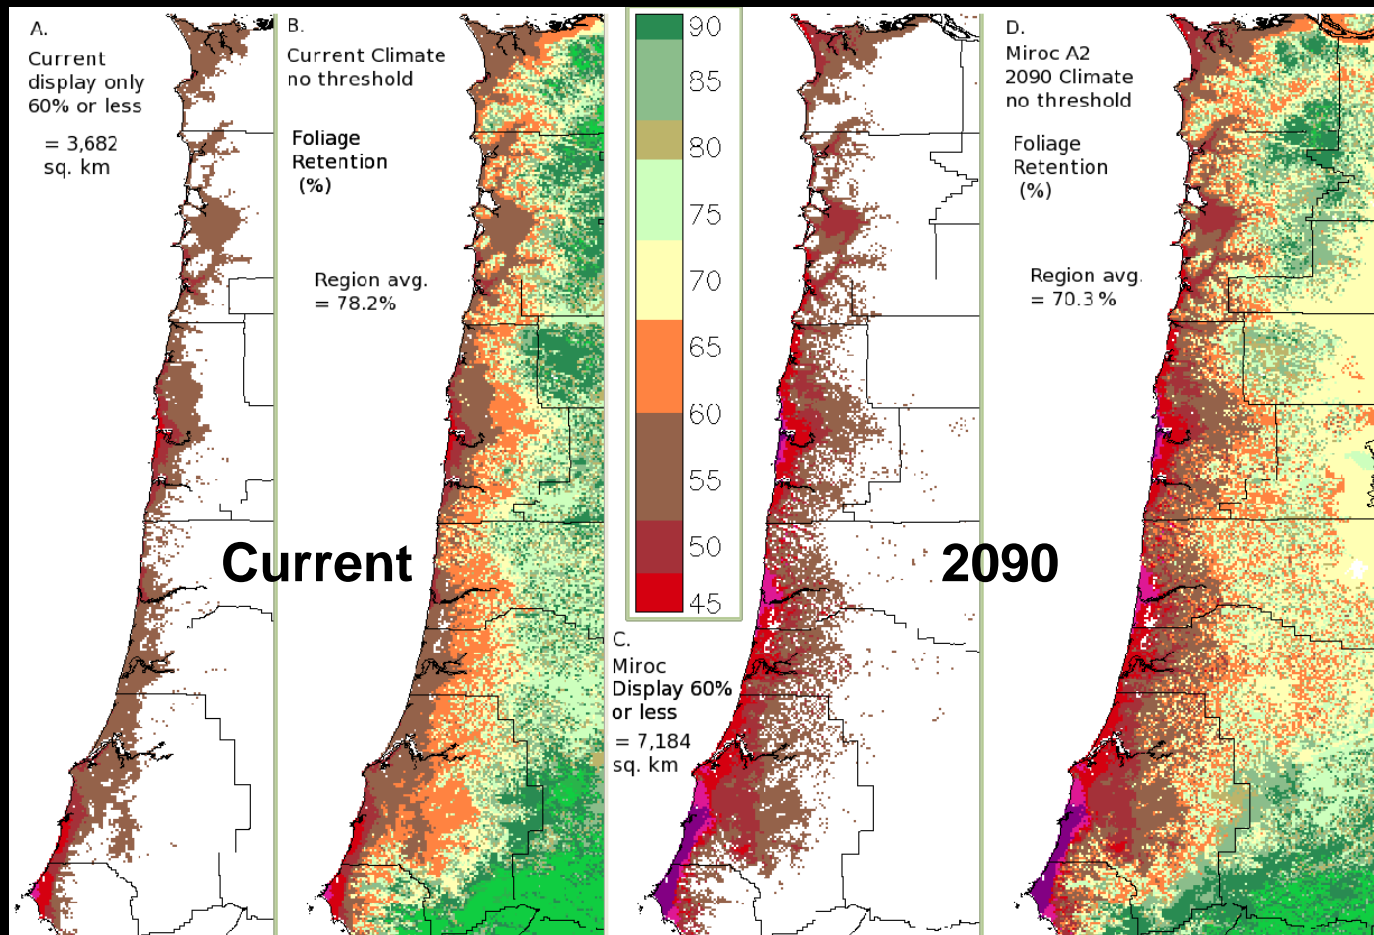 A.
Current
display only
60% or less
= 3,682
sq. km
B.
Current Climate
no threshold
Foliage
Retention
(%)
Region avg.
= 78.2%
90
85
80
75
70
65
60
55
50
45
D.
Miroc A2
2090 Climate
no threshold
Foliage
Retention
(%)
Region avg.
= 70.3%
Current
2090
C.
Miroc
Display 60%
or less
= 7,184
sq. km